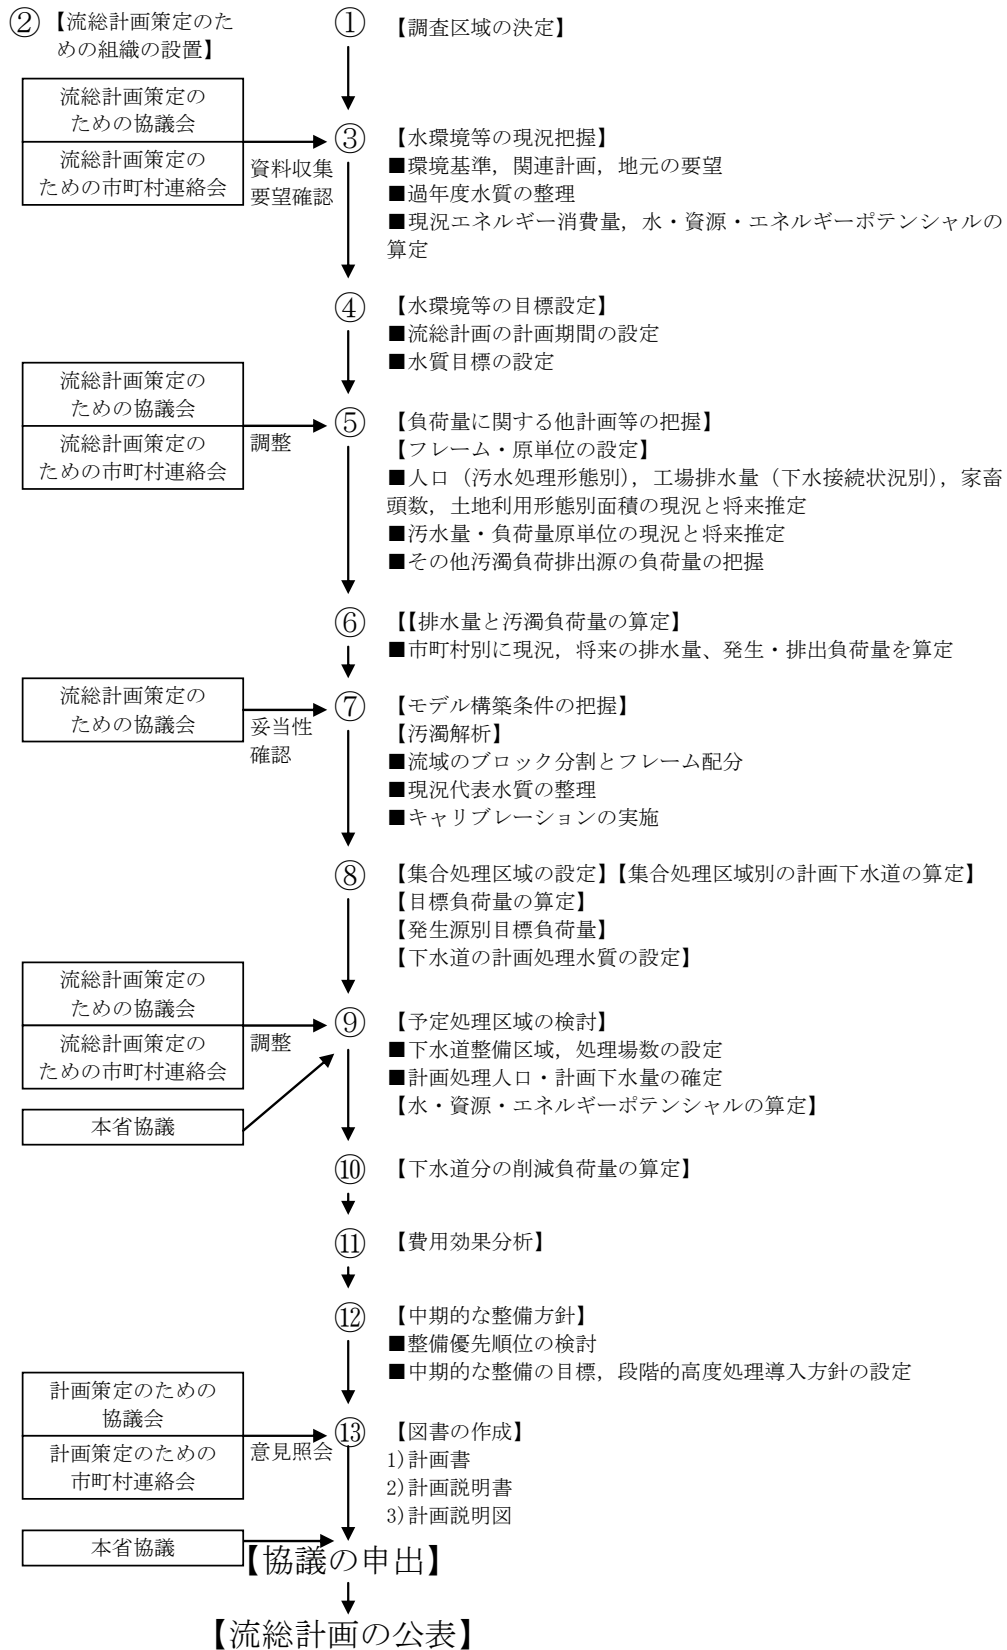 ② 【流総計画策定のた
めの組織の設置】
① 【調査区域の決定】
流総計画策定の
ための協議会
流総計画策定の
ための市町村連絡会
資料収集
要望確認
③ 【水環境等の現況把握】
■環境基準，関連計画，地元の要望
■過年度水質の整理
■現況エネルギー消費量，水・資源・エネルギーポテンシャルの
算定
④ 【水環境等の目標設定】
■流総計画の計画期間の設定
■水質目標の設定
流総計画策定の
ための協議会
流総計画策定の
ための市町村連絡会
調整
⑤ 【負荷量に関する他計画等の把握】
【フレーム・原単位の設定】
■人口（汚水処理形態別），工場排水量（下水接続状況別），家畜
頭数，土地利用形態別面積の現況と将来推定
■汚水量・負荷量原単位の現況と将来推定
■その他汚濁負荷排出源の負荷量の把握
⑥ 【【排水量と汚濁負荷量の算定】
■市町村別に現況，将来の排水量、発生・排出負荷量を算定
流総計画策定の
ための協議会
妥当性
確認
⑦ 【モデル構築条件の把握】
【汚濁解析】
■流域のブロック分割とフレーム配分
■現況代表水質の整理
■キャリブレーションの実施
⑧ 【集合処理区域の設定】【集合処理区域別の計画下水道の算定】
【目標負荷量の算定】
【発生源別目標負荷量】
【下水道の計画処理水質の設定】
流総計画策定の
ための協議会
流総計画策定の
ための市町村連絡会
調整
本省協議
⑨ 【予定処理区域の検討】
■下水道整備区域，処理場数の設定
■計画処理人口・計画下水量の確定
【水・資源・エネルギーポテンシャルの算定】
⑩ 【下水道分の削減負荷量の算定】
⑪ 【費用効果分析】
⑫ 【中期的な整備方針】
■整備優先順位の検討
■中期的な整備の目標，段階的高度処理導入方針の設定
計画策定のための
協議会
計画策定のための
市町村連絡会
意見照会
⑬ 【図書の作成】
1)計画書
2)計画説明書
3)計画説明図
本省協議
【協議の申出】
【流総計画の公表】